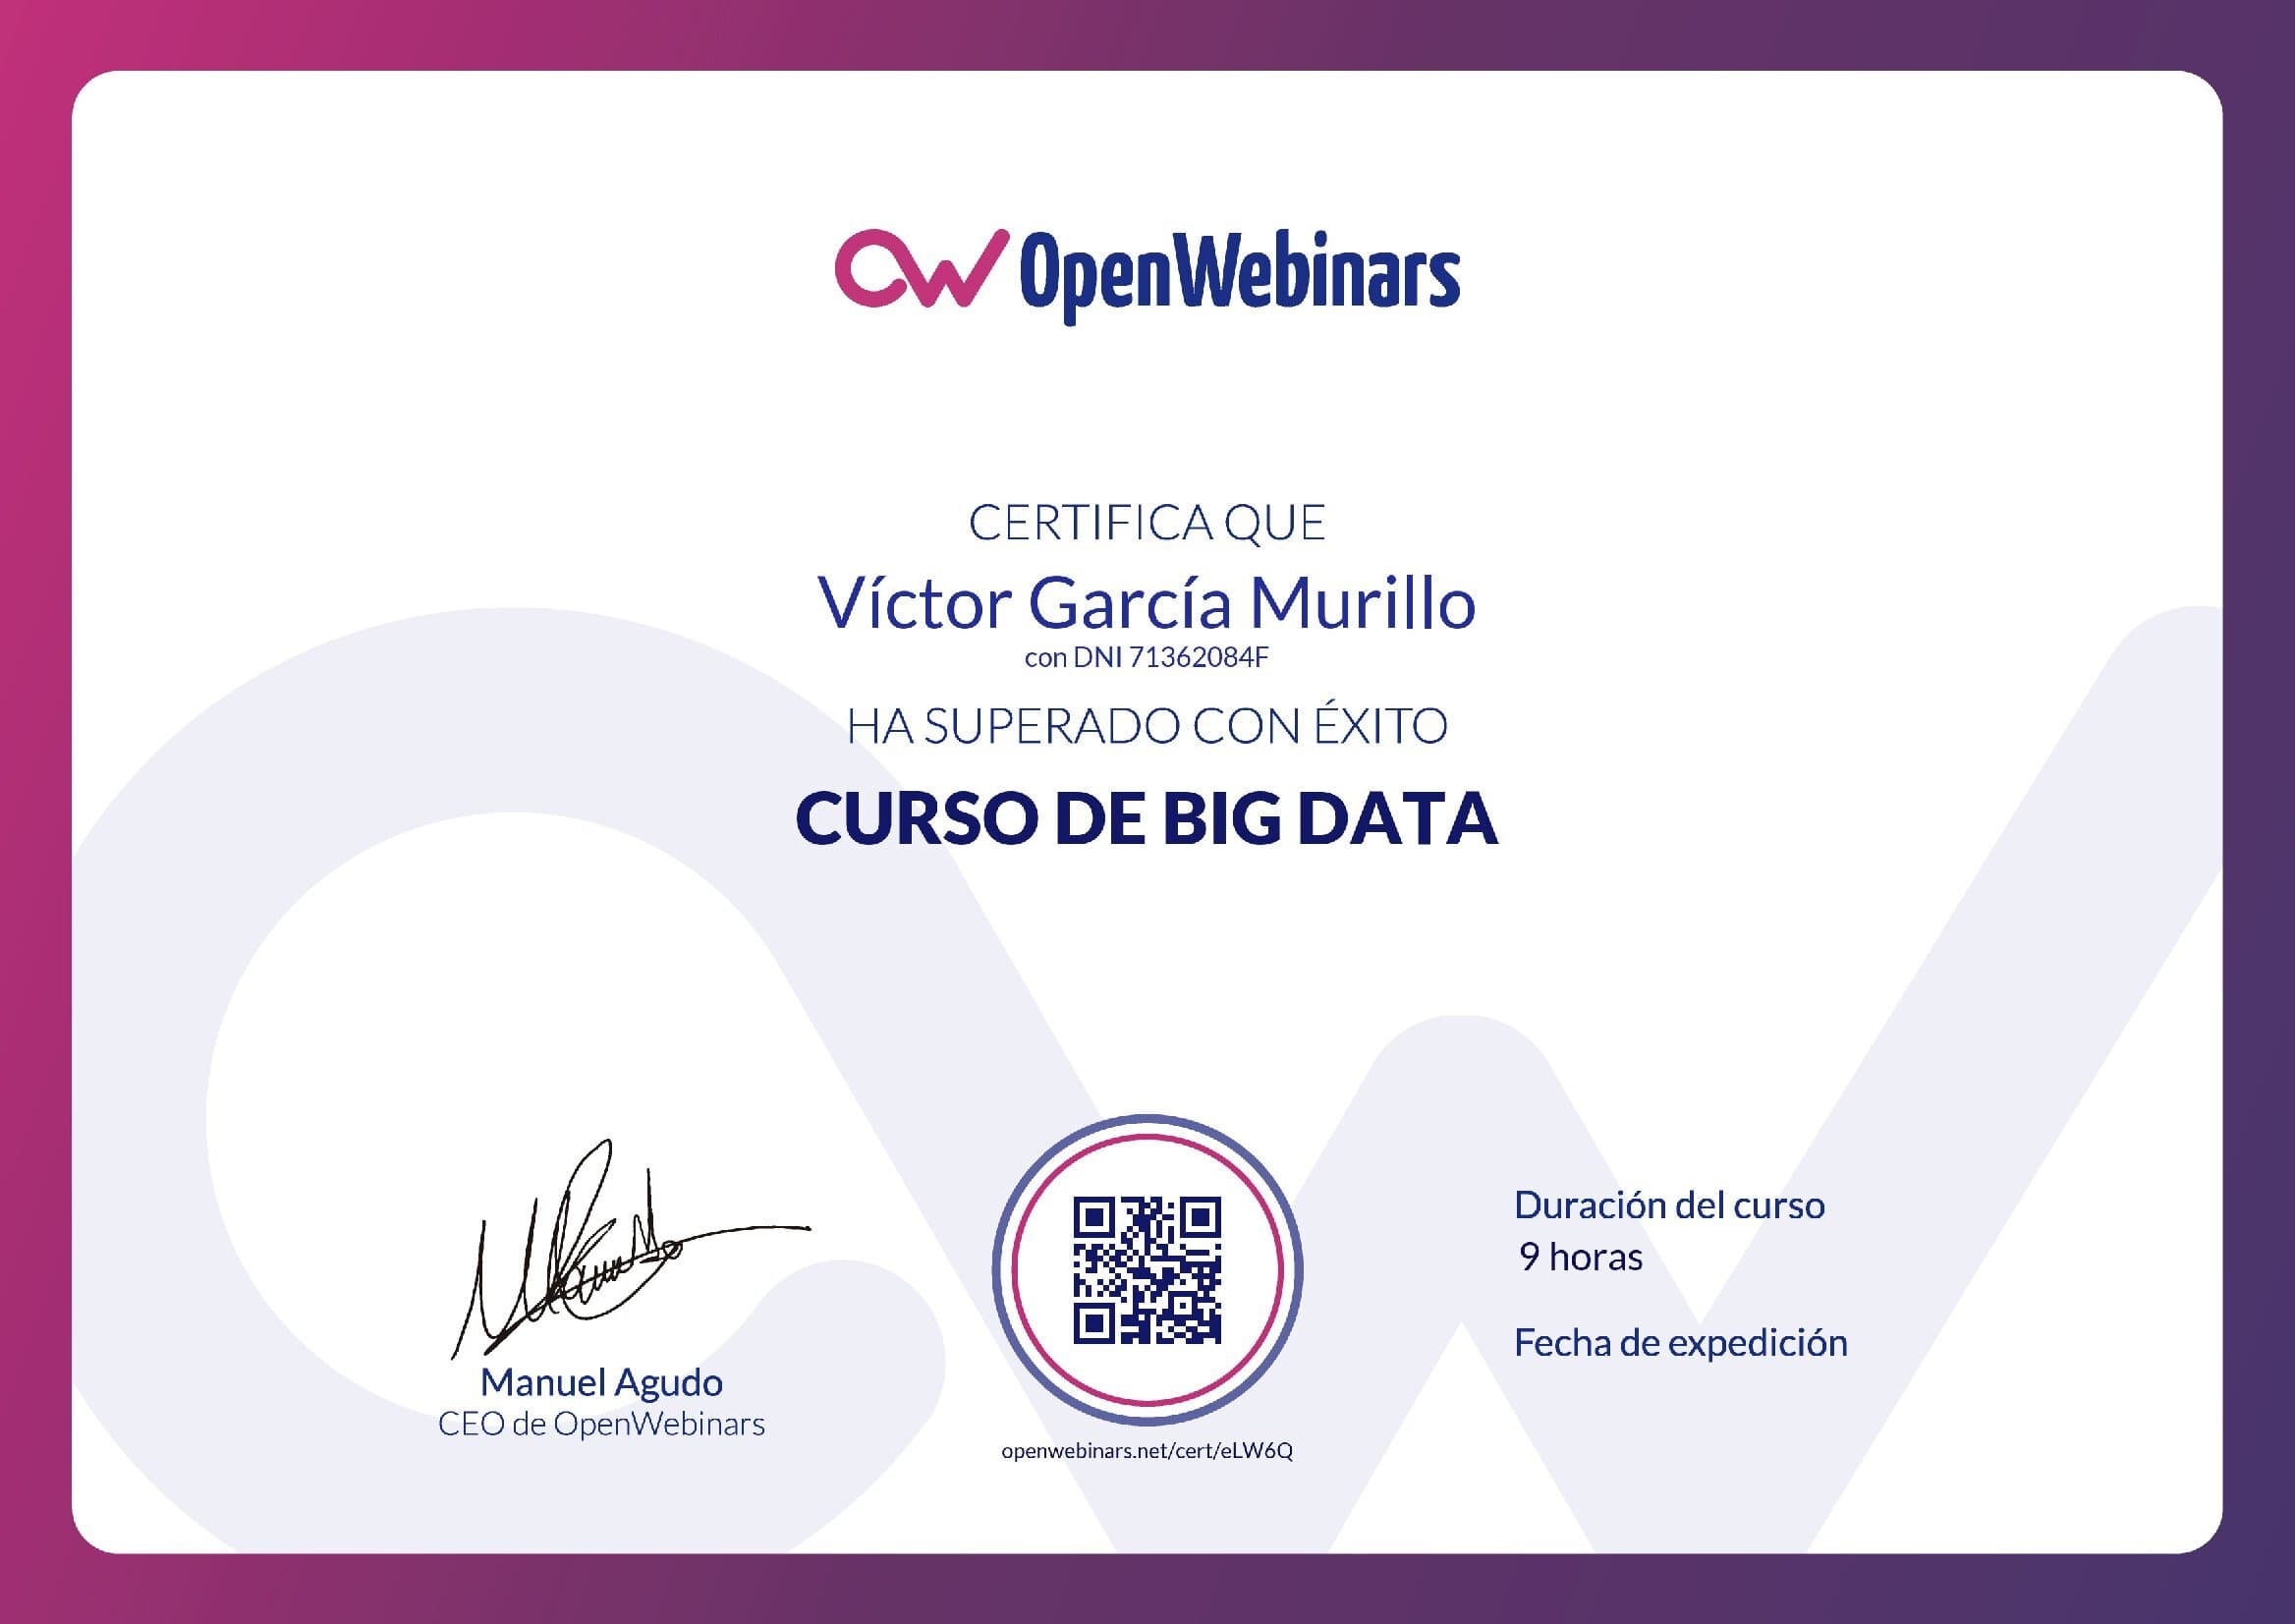 OpenWebinars
CERTIFICA QUE
Víctor García Murillo
con DNI 71362084F
HA SUPERADO CON ÉXITO
CURSO DE BIG DATA
Manuel Agudo
CEO de OpenWebinars
openwebinars.net/cert/eLW6Q
Duración del curso
9 horas
Fecha de expedición